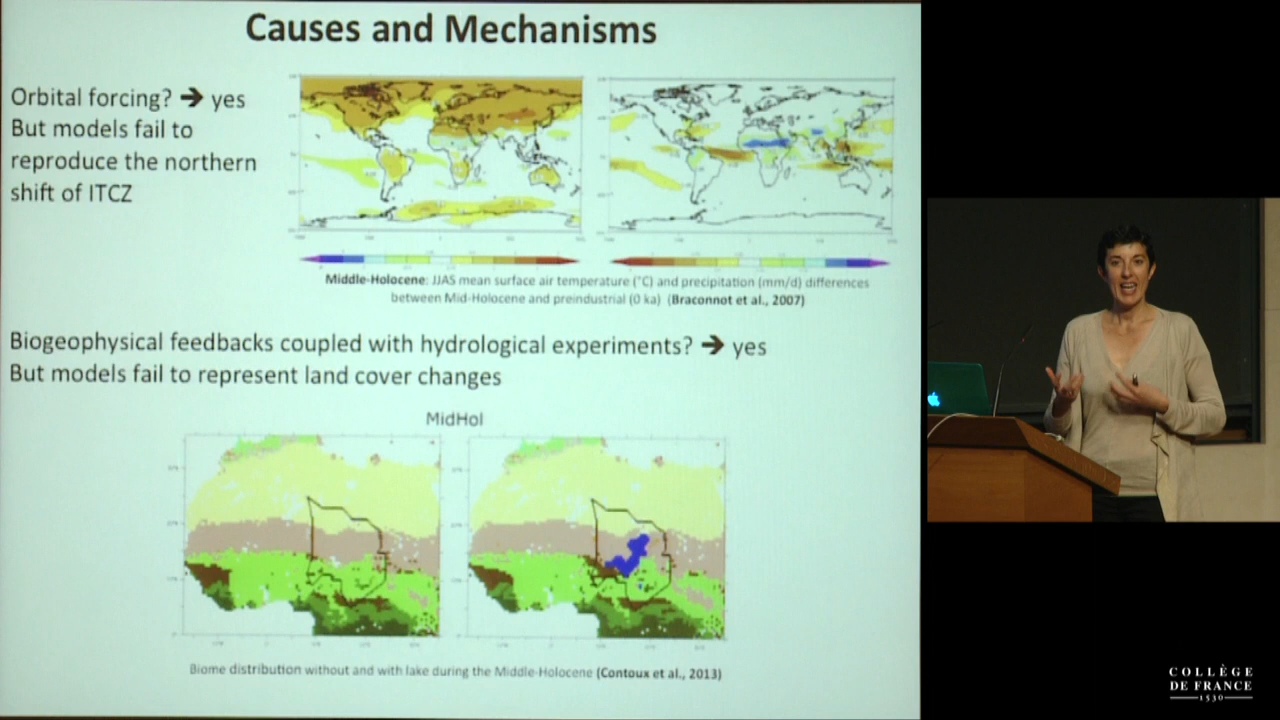 Causes and Mechanisms
Orbital forcing? ➔ yes
But models fail to
reproduce the northern
shift of ITCZ
Middle-Holocene: JJAS mean surface air temperature (°C) and precipitation (mm/d) differences
between Mid-Holocene and preindustrial (0 ka) (Braconnot et al., 2007)
Biogeophysical feedbacks coupled with hydrological experiments? ➔ yes
But models fail to represent land cover changes
MidHol
Biome distribution without and with lake during the Middle-Holocene (Contoux et al., 2013)
COLLÈGE
DE FRANCE
1530